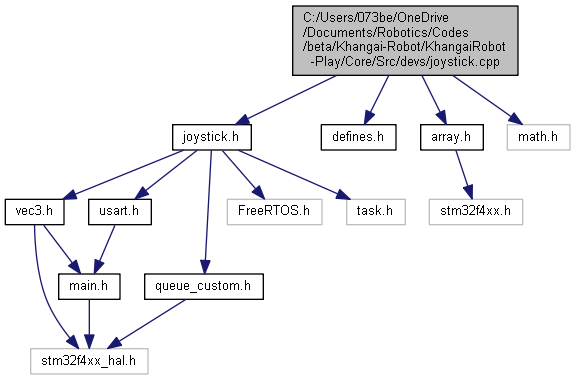 C:/Users/073be/OneDrive
/Documents/Robotics/Codes
/beta/Khangai-Robot/KhangaiRobot
-Play/Core/Src/devs/joystick.cpp
joystick.h
defines.h
array.h
math.h
vec3.h
usart.h
FreeRTOS.h
task.h
stm32f4xx.h
main.h
queue_custom.h
stm32f4xx_hal.h